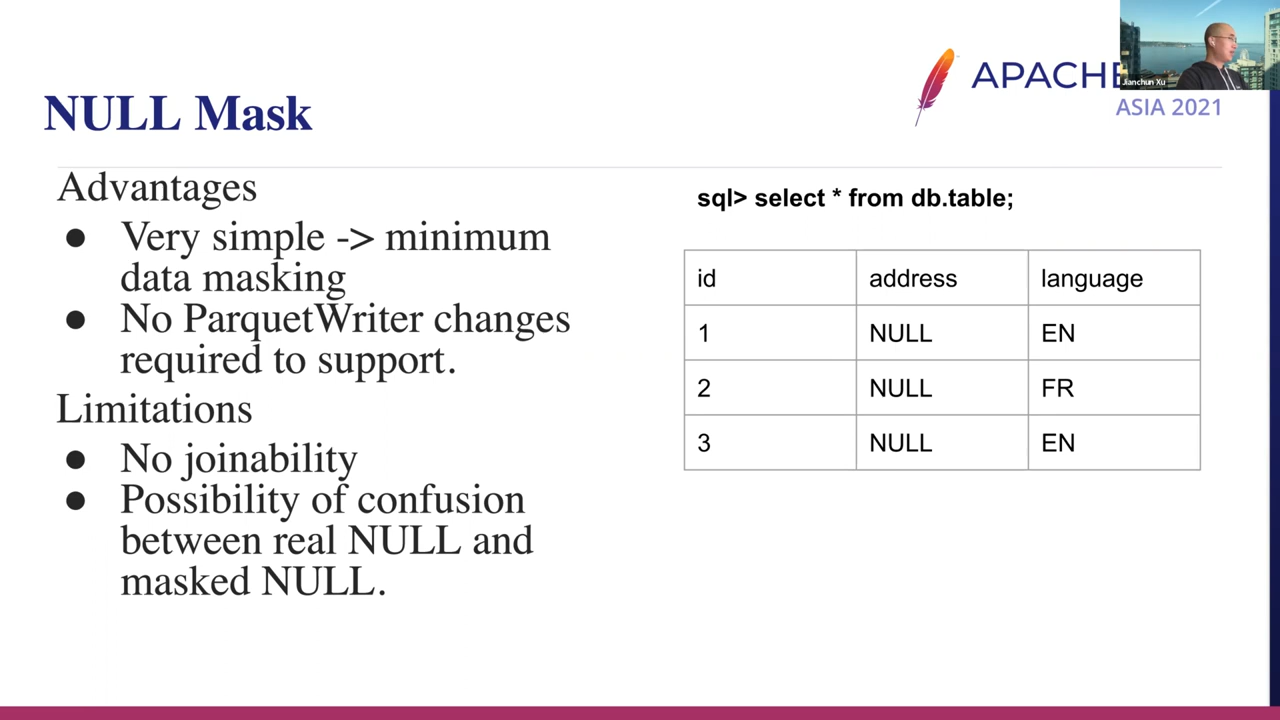 APACHE
Jianchun Xu
ASIA 2021
NULL Mask
Advantages
● Very simple -> minimum
data masking
● No ParquetWriter changes
required to support.
Limitations
● No joinability
● Possibility of confusion
between real NULL and
masked NULL.
sql> select * from db.table;
id address language
1 NULL EN
2 NULL FR
3 NULL EN